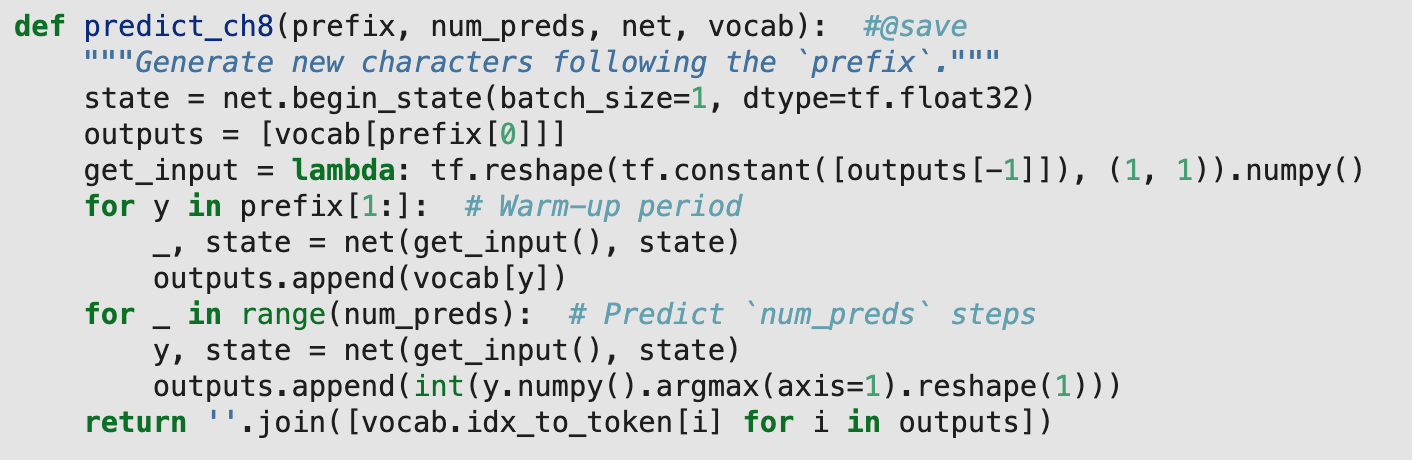 def predict_ch8(prefix, num_preds, net, vocab):  #@save
    """Generate new characters following the `prefix`."""
    state = net.begin_state(batch_size=1, dtype=tf.float32)
    outputs = [vocab[prefix[0]]]
    get_input = lambda: tf.reshape(tf.constant([outputs[-1]]), (1, 1)).numpy()
    for y in prefix[1:]:  # Warm-up period
        _, state = net(get_input(), state)
        outputs.append(vocab[y])
    for _ in range(num_preds):  # Predict `num_preds` steps
        y, state = net(get_input(), state)
        outputs.append(int(y.numpy().argmax(axis=1).reshape(1)))
    return ''.join([vocab.idx_to_token[i] for i in outputs])